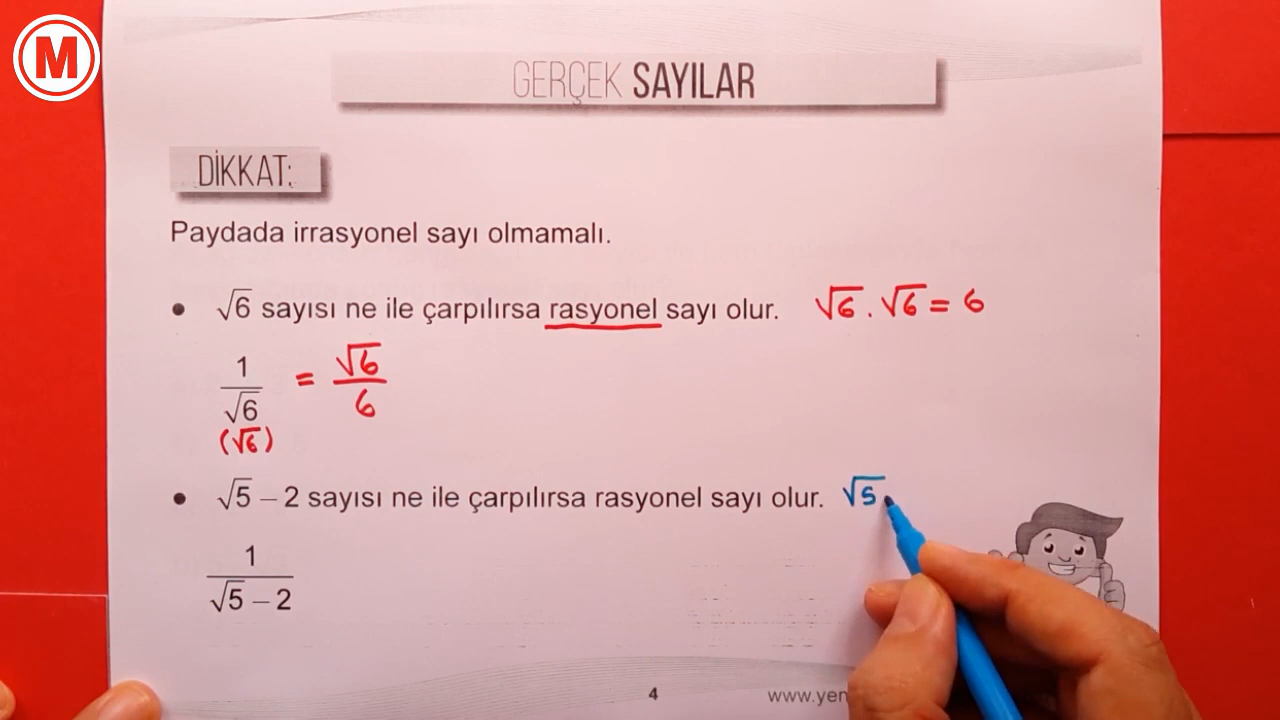 M
GERÇEK SAYILAR
DİKKAT:
Paydada irrasyonel sayı olmamalı.
• √6 sayısı ne ile çarpılırsa rasyonel sayı olur. √6 . √6 = 6
1/√6 = √6/6
(√6)
• √5 – 2 sayısı ne ile çarpılırsa rasyonel sayı olur. √5
1/(√5 – 2)
4 www.yen